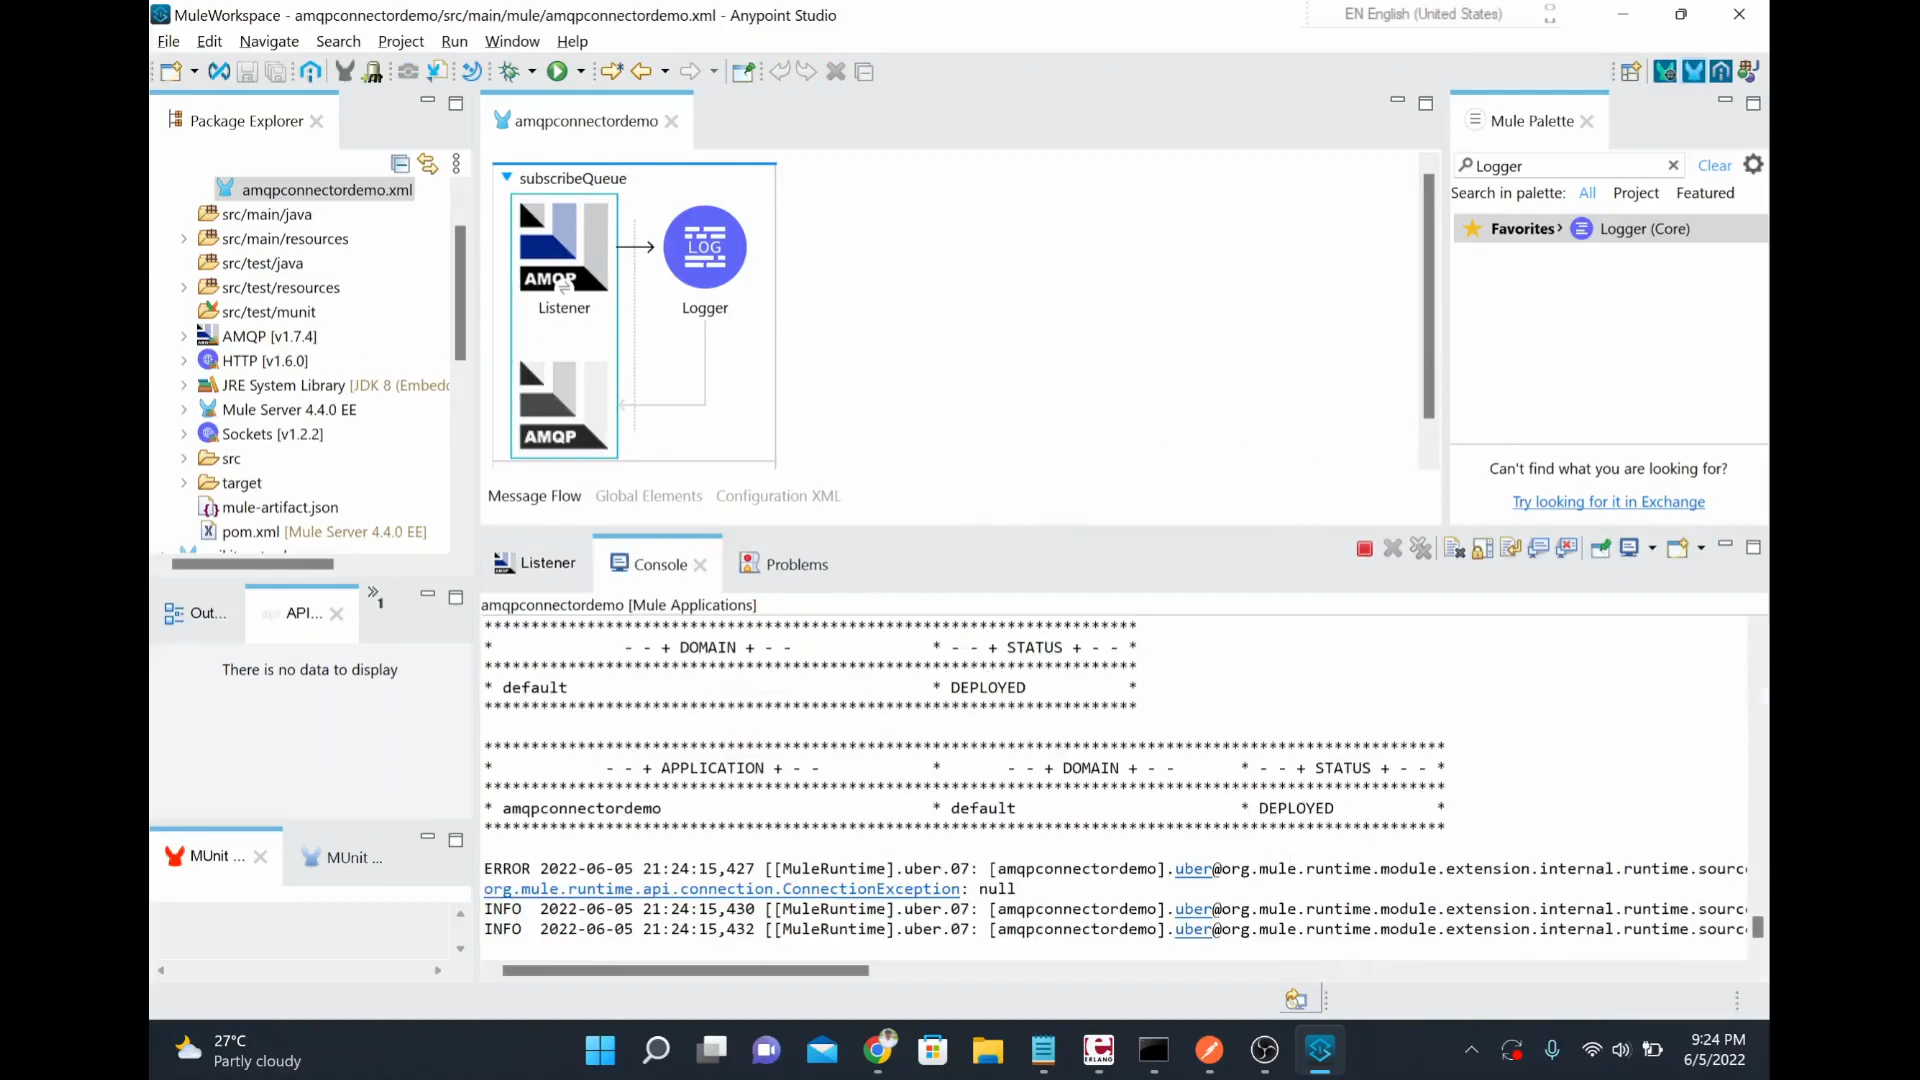 MuleWorkspace - amqpconnectordemo/src/main/mule/amqpconnectordemo.xml - Anypoint Studio
EN English (United States)
File Edit Navigate Search Project Run Window Help
Package Explorer
amqpconnectordemo.xml
src/main/java
src/main/resources
src/test/java
src/test/resources
src/test/munit
AMQP [v1.7.4]
HTTP [v1.6.0]
JRE System Library [JDK 8 (Embedd
Mule Server 4.4.0 EE
Sockets [v1.2.2]
src
target
mule-artifact.json
pom.xml [Mule Server 4.4.0 EE]
amqpconnectordemo
subscribeQueue
AMQP
LOG
Listener
Logger
AMQP
Message Flow Global Elements Configuration XML
Mule Palette
Logger
Clear
Search in palette: All Project Featured
Favorites> Logger (Core)
Can't find what you are looking for?
Try looking for it in Exchange
Out...
API...
1
There is no data to display
MUnit ...
MUnit ...
Listener
Console
Problems
amqpconnectordemo [Mule Applications]
**********************************************************************
* - - + DOMAIN + - - * - - + STATUS + - - *
**********************************************************************
* default * DEPLOYED *
**********************************************************************
*******************************************************************************************************
* - - + APPLICATION + - - * - - + DOMAIN + - - * - - + STATUS + - - *
*******************************************************************************************************
* amqpconnectordemo * default * DEPLOYED *
*******************************************************************************************************
ERROR 2022-06-05 21:24:15,427 [[MuleRuntime].uber.07: [amqpconnectordemo].uber@org.mule.runtime.module.extension.internal.runtime.sourc
org.mule.runtime.api.connection.ConnectionException: null
INFO 2022-06-05 21:24:15,430 [[MuleRuntime].uber.07: [amqpconnectordemo].uber@org.mule.runtime.module.extension.internal.runtime.sourc
INFO 2022-06-05 21:24:15,432 [[MuleRuntime].uber.07: [amqpconnectordemo].uber@org.mule.runtime.module.extension.internal.runtime.sourc
27°C
Partly cloudy
ERLANG
9:24 PM
6/5/2022